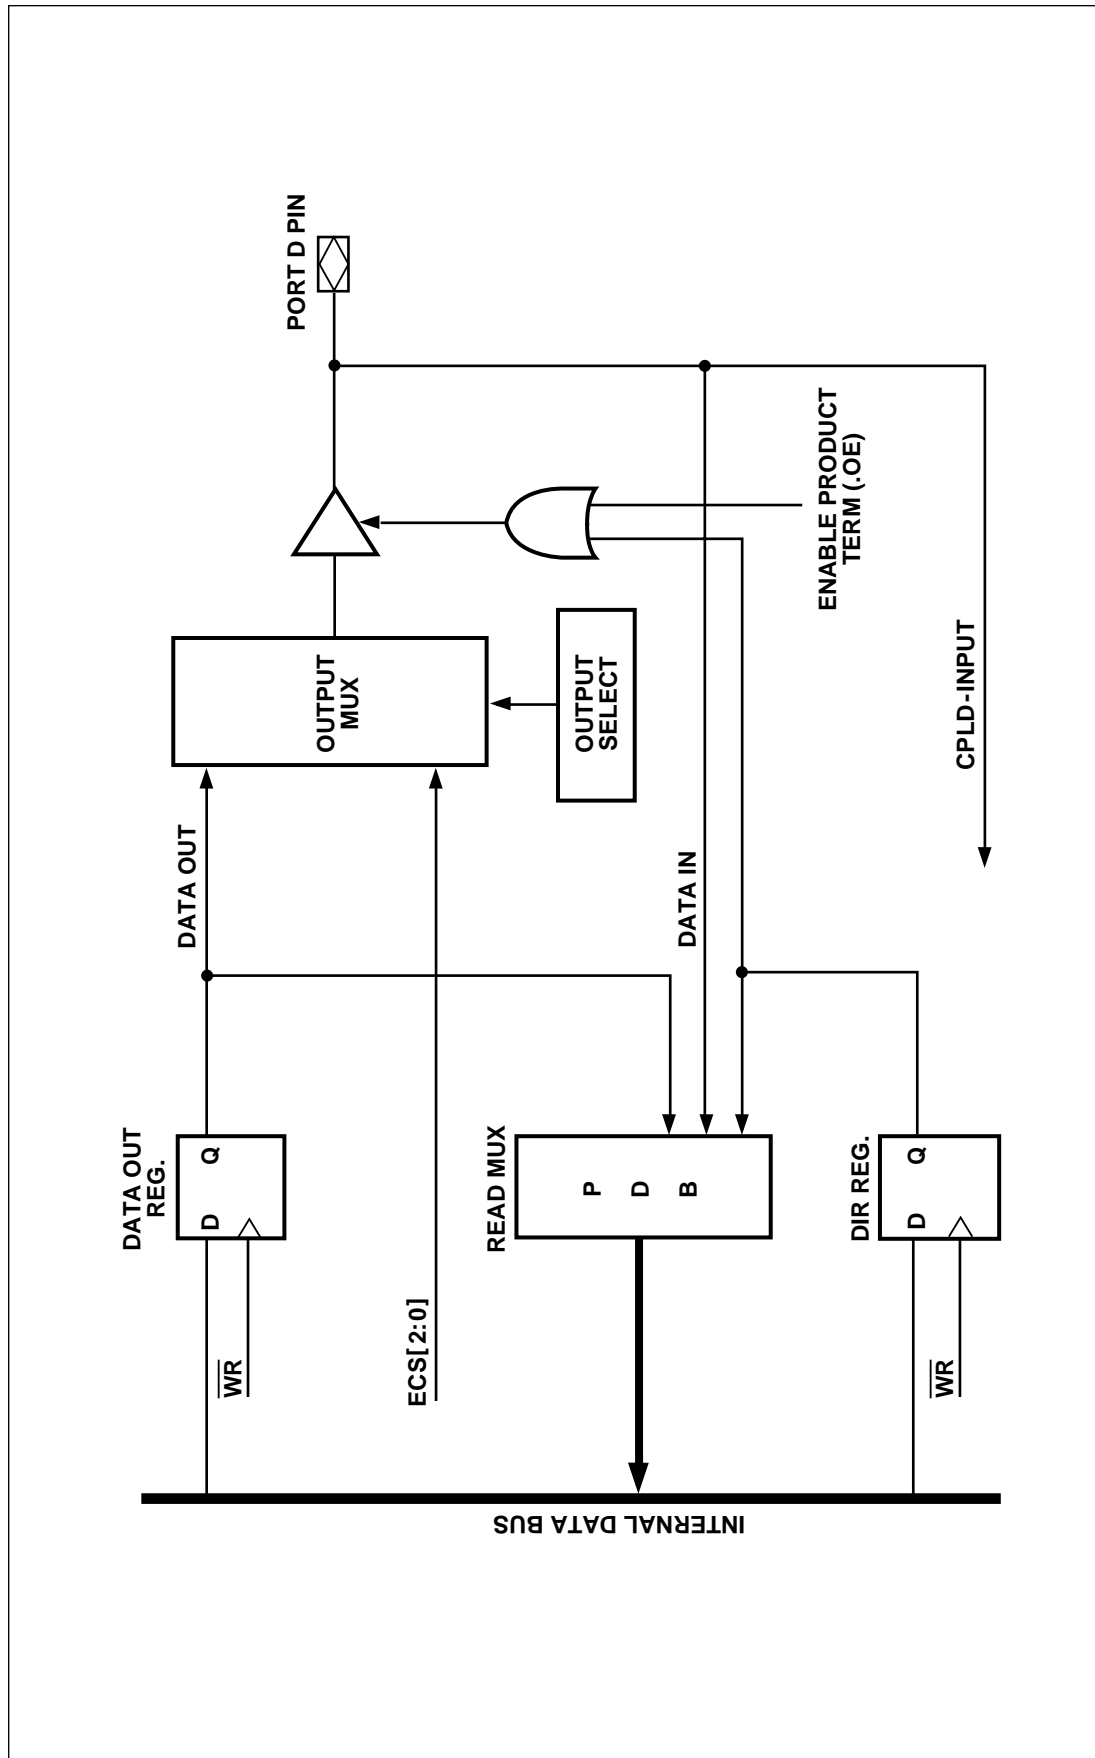 DATA OUT
REG.
D
Q
WR
DATA OUT
ECS[2:0]
OUTPUT
MUX
PORT D PIN
READ MUX
P
D
B
OUTPUT
SELECT
DATA IN
ENABLE PRODUCT
TERM (.OE)
DIR REG.
D
Q
WR
CPLD-INPUT
INTERNAL DATA BUS